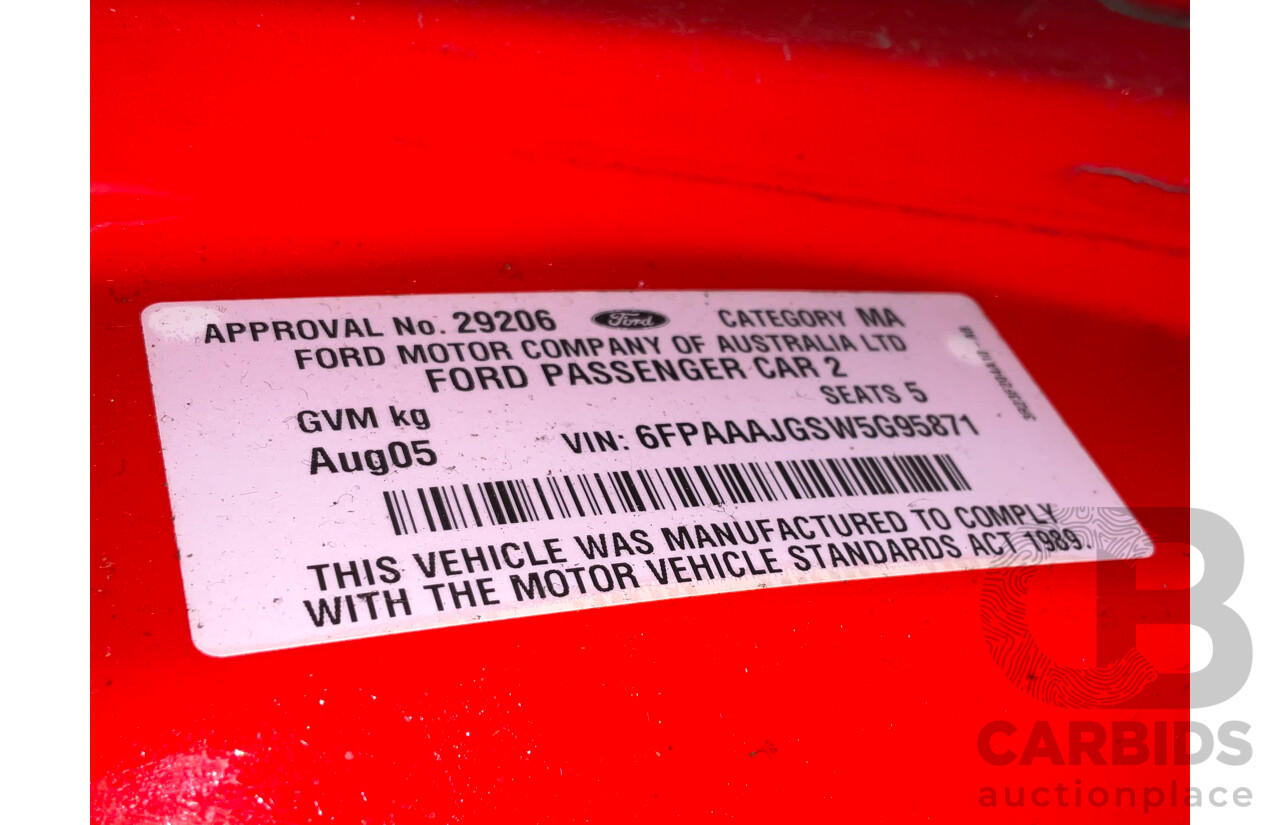 APPROVAL No. 29206 Ford CATEGORY MA
FORD MOTOR COMPANY OF AUSTRALIA LTD
FORD PASSENGER CAR 2
SEATS 5
GVM kg
Aug05 VIN: 6FPAAAJGSW5G95871
THIS VEHICLE WAS MANUFACTURED TO COMPLY
WITH THE MOTOR VEHICLE STANDARDS ACT 1989.
CB
CARBIDS
auctionplace